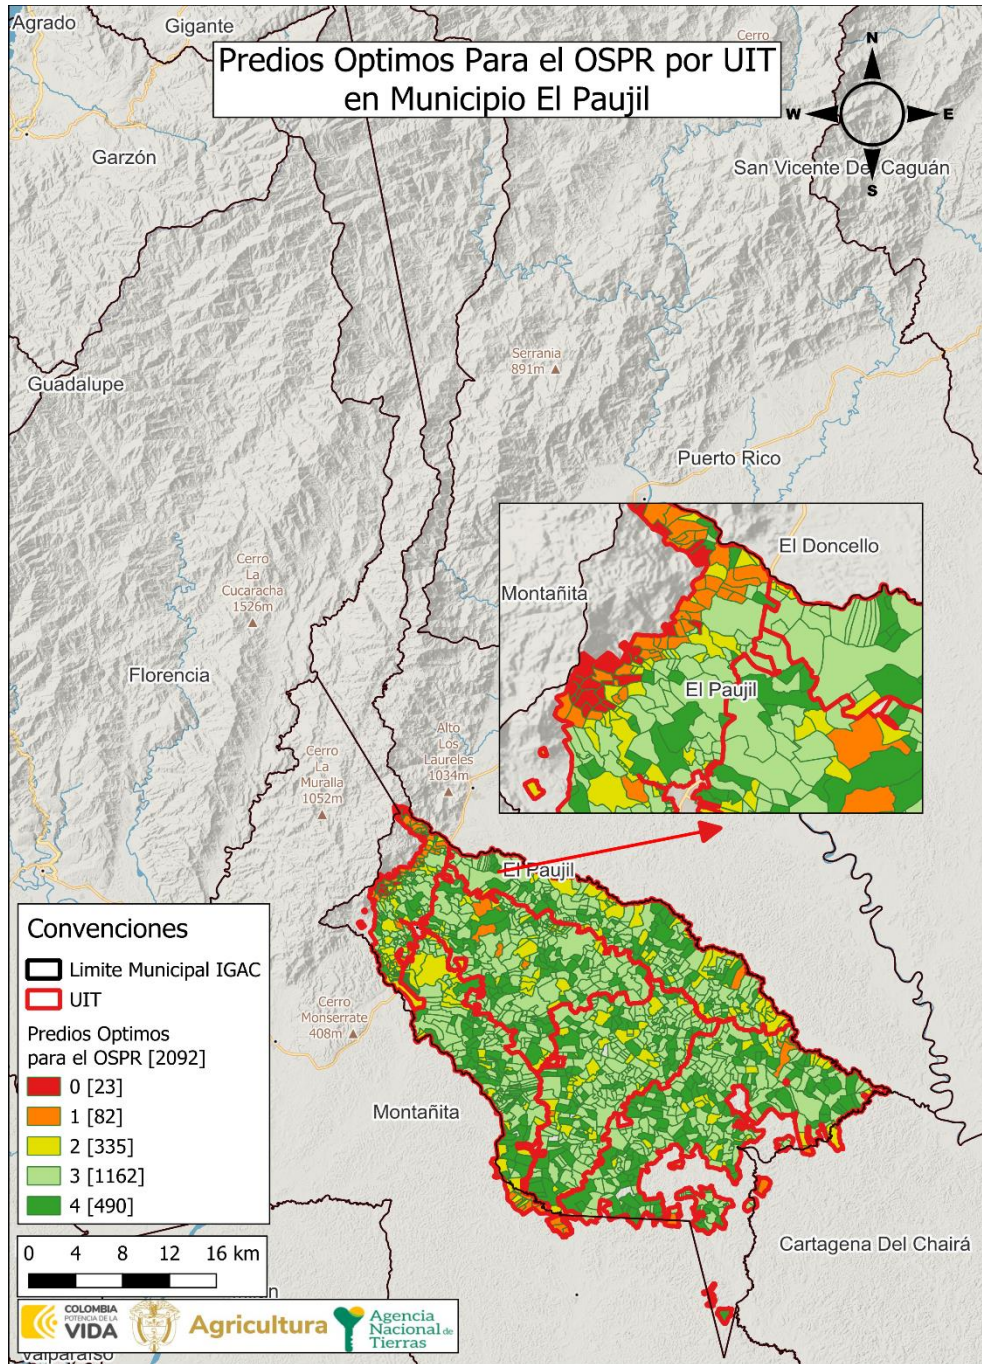 Agrado
Gigante
Cerro
Predios Optimos Para el OSPR por UIT
en Municipio El Paujil
N
W
E
S
Garzón
San Vicente Del Caguán
Serrania
891m
Guadalupe
Puerto Rico
El Doncello
Montañita
El Paujil
Cerro
La
Cucaracha
1526m
Florencia
Alto
Los
Laureles
1034m
Cerro
La
Muralla
1052m
El Paujil
Cerro
Monserrate
408m
Montañita
Cartagena Del Chairá
Convenciones
Limite Municipal IGAC
UIT
Predios Optimos
para el OSPR [2092]
0 [23]
1 [82]
2 [335]
3 [1162]
4 [490]
0 4 8 12 16 km
COLOMBIA
POTENCIA DE LA
VIDA
Agricultura
Agencia
Nacional de
Tierras
Valparaíso